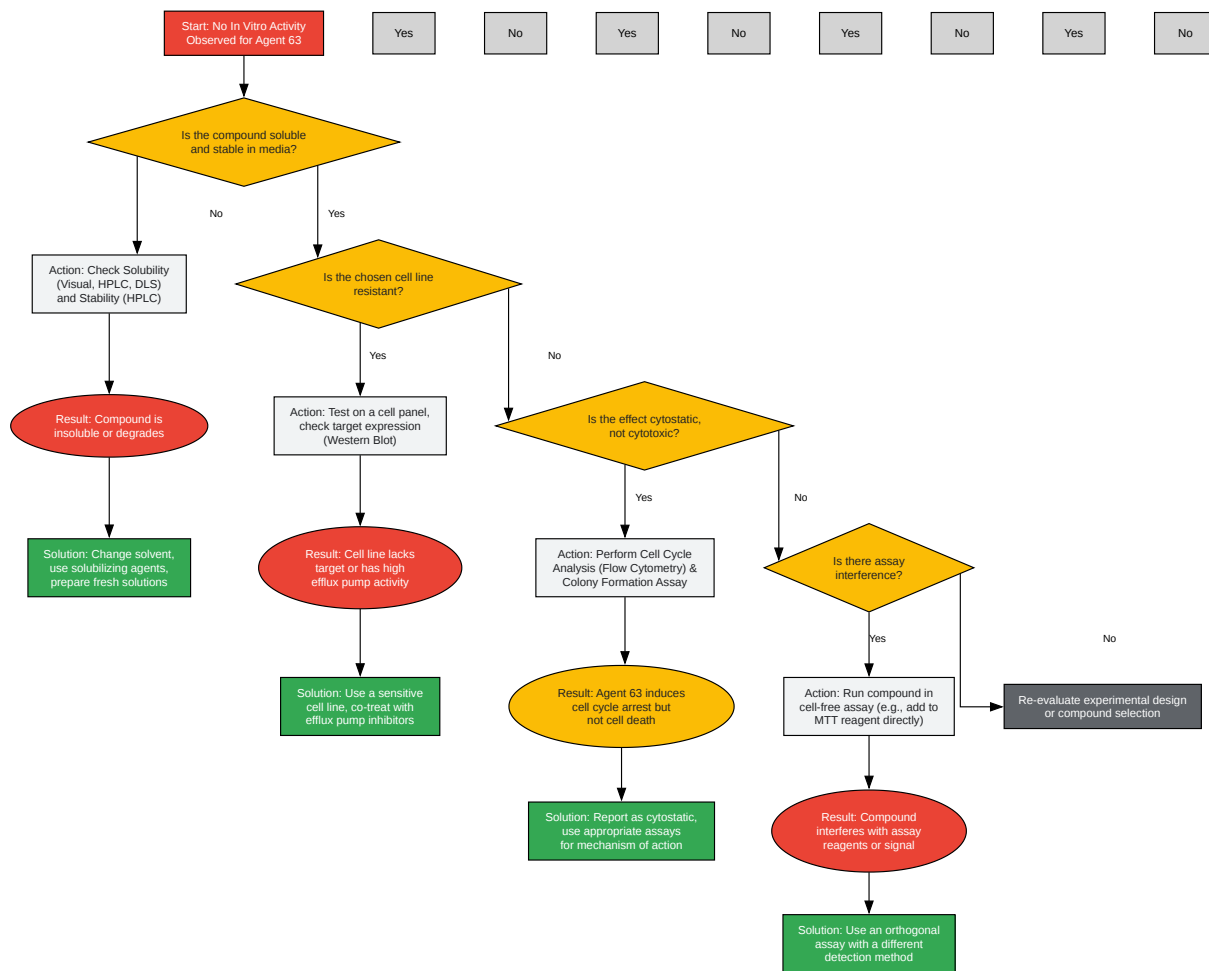 Start: No In Vitro Activity
Observed for Agent 63
Yes
No
Yes
No
Yes
No
Yes
No
Is the compound soluble
and stable in media?
No
Yes
Action: Check Solubility
(Visual, HPLC, DLS)
and Stability (HPLC)
Is the chosen cell line
resistant?
Yes
No
Result: Compound is
insoluble or degrades
Action: Test on a cell panel,
check target expression
(Western Blot)
Is the effect cytostatic,
not cytotoxic?
Yes
No
Solution: Change solvent,
use solubilizing agents,
prepare fresh solutions
Result: Cell line lacks
target or has high
efflux pump activity
Action: Perform Cell Cycle
Analysis (Flow Cytometry) &
Colony Formation Assay
Is there assay
interference?
Yes
No
Solution: Use a sensitive
cell line, co-treat with
efflux pump inhibitors
Result: Agent 63 induces
cell cycle arrest but
not cell death
Action: Run compound in
cell-free assay (e.g., add to
MTT reagent directly)
Re-evaluate experimental design
or compound selection
Solution: Report as cytostatic,
use appropriate assays
for mechanism of action
Result: Compound
interferes with assay
reagents or signal
Solution: Use an orthogonal
assay with a different
detection method